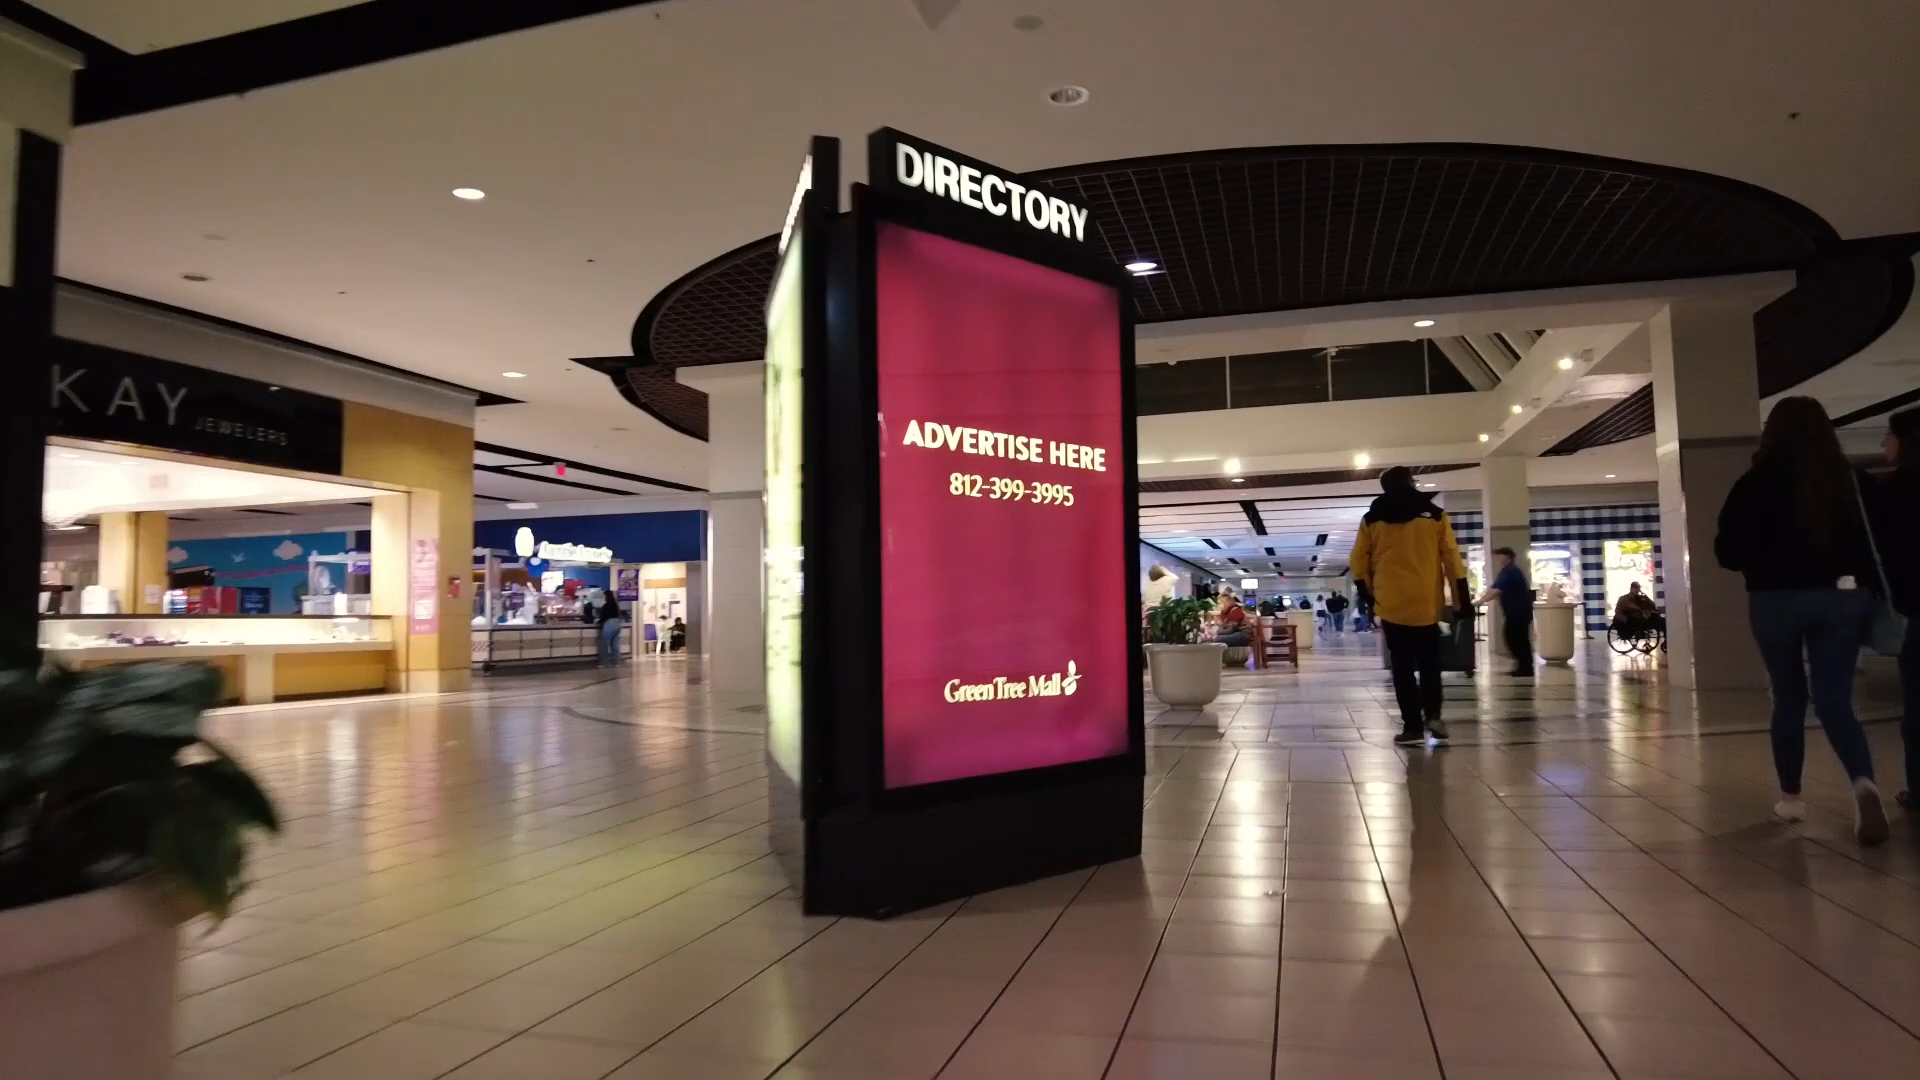 DIRECTORY
KAY
JEWELERS
ADVERTISE HERE
812-399-3995
GreenTree Mall